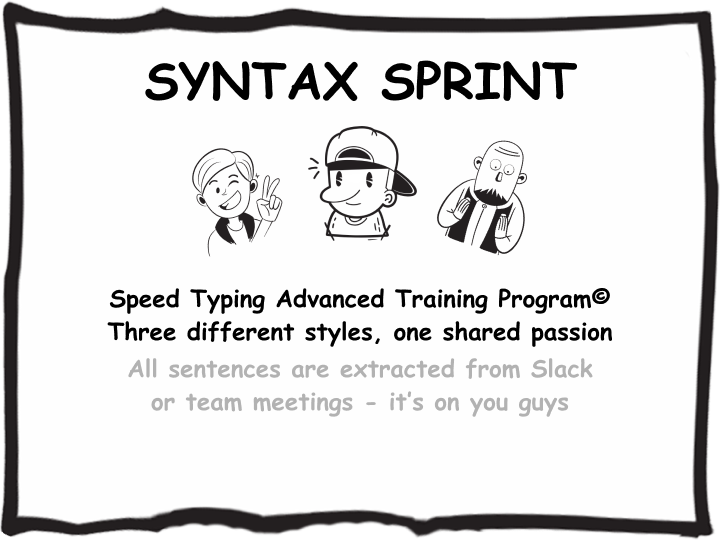 SYNTAX SPRINT
Speed Typing Advanced Training Program©
Three different styles, one shared passion
All sentences are extracted from Slack
or team meetings - it's on you guys